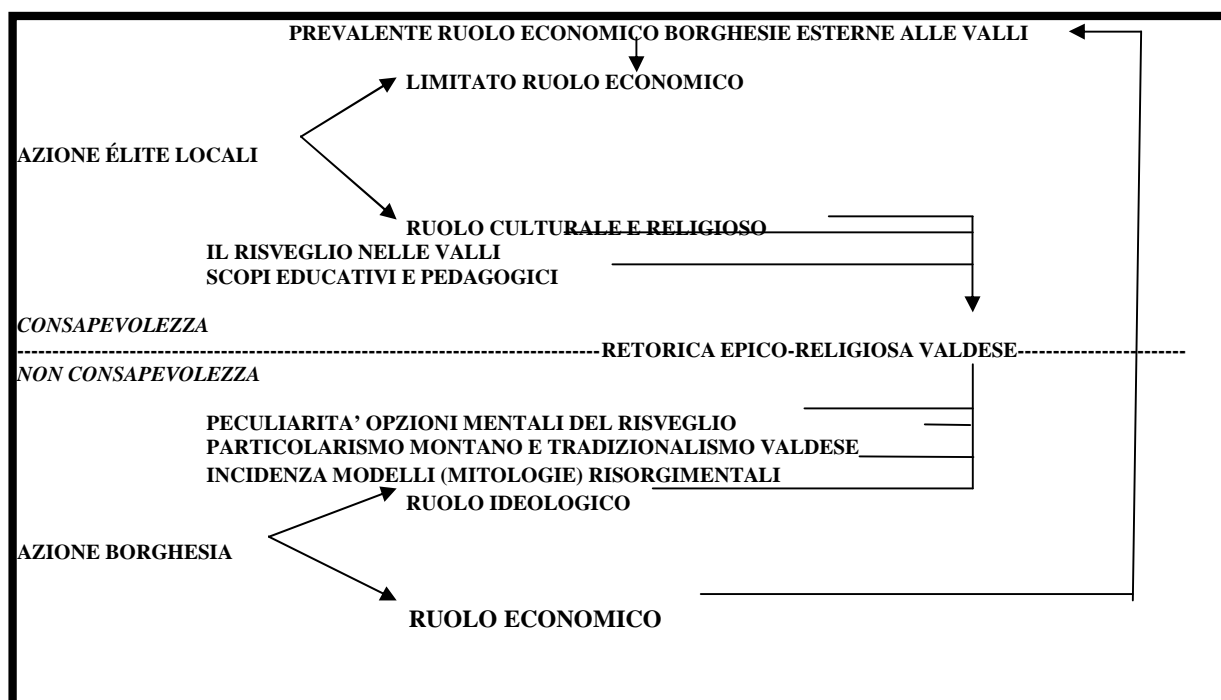 PREVALENTE RUOLO ECONOMICO BORGHESIE ESTERNE ALLE VALLI
LIMITATO RUOLO ECONOMICO
AZIONE ÉLITE LOCALI
RUOLO CULTURALE E RELIGIOSO
IL RISVEGLIO NELLE VALLI
SCOPI EDUCATIVI E PEDAGOGICI
CONSAPEVOLEZZA
RETORICA EPICO-RELIGIOSA VALDESE
NON CONSAPEVOLEZZA
PECULIARITA’ OPZIONI MENTALI DEL RISVEGLIO
PARTICOLARISMO MONTANO E TRADIZIONALISMO VALDESE
INCIDENZA MODELLI (MITOLOGIE) RISORGIMENTALI
RUOLO IDEOLOGICO
AZIONE BORGHESIA
RUOLO ECONOMICO